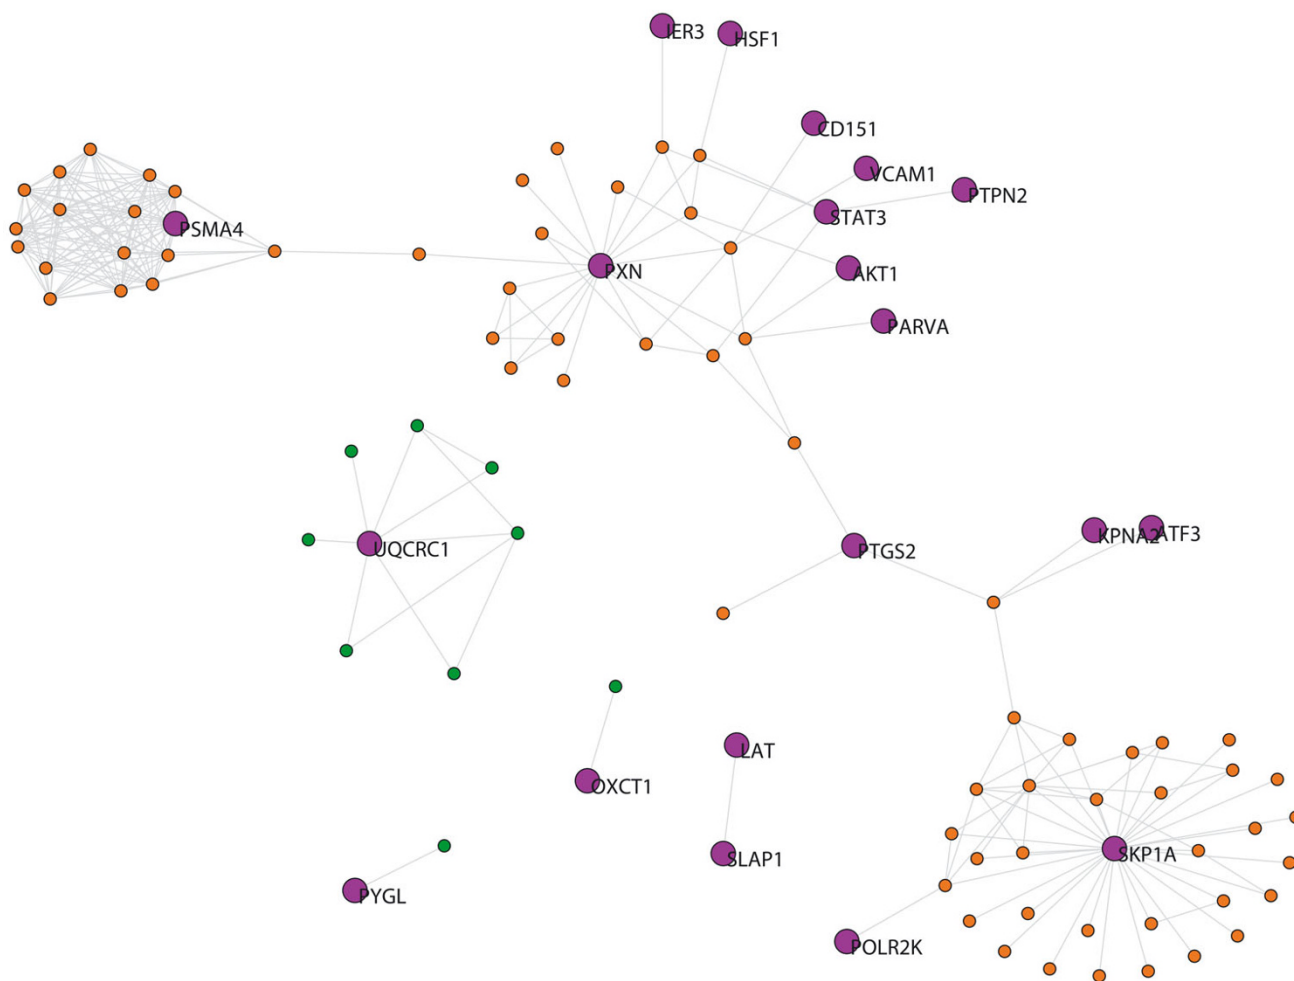 IER3
HSF1
CD151
VCAM1
PTPN2
STAT3
PSMA4
PXN
AKT1
PARVA
KPNA2
ATF3
UQCRC1
PTGS2
LAT
OXCT1
SLAP1
SKP1A
PYGL
POLR2K